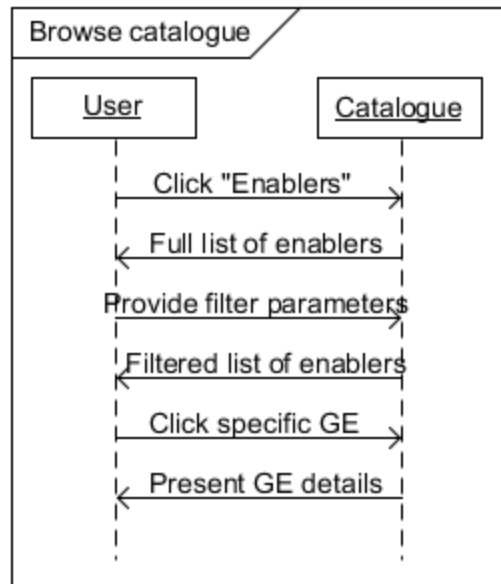 Browse catalogue
User
Catalogue
Click "Enablers"
Full list of enablers
Provide filter parameters
Filtered list of enablers
Click specific GE
Present GE details